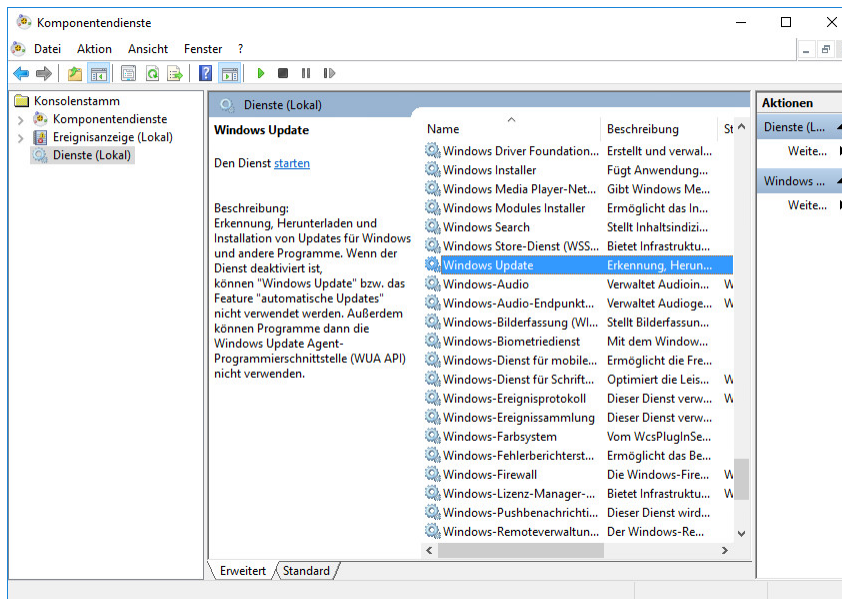 Komponentendienste
Datei Aktion Ansicht Fenster ?
Konsolenstamm
Komponentendienste
Ereignisanzeige (Lokal)
Dienste (Lokal)
Dienste (Lokal)
Windows Update
Den Dienst starten
Beschreibung:
Erkennung, Herunterladen und
Installation von Updates für Windows
und andere Programme. Wenn der
Dienst deaktiviert ist,
können "Windows Update" bzw. das
Feature "automatische Updates"
nicht verwendet werden. Außerdem
können Programme dann die
Windows Update Agent-
Programmierschnittstelle (WUA API)
nicht verwenden.
Name Beschreibung St
Windows Driver Foundation... Erstellt und verwal...
Windows Installer Fügt Anwendung...
Windows Media Player-Net... Gibt Windows Me...
Windows Modules Installer Ermöglicht das In...
Windows Search Stellt Inhaltsindizi...
Windows Store-Dienst (WSS... Bietet Infrastruktu...
Windows Update Erkennung, Herun...
Windows-Audio Verwaltet Audioin... W
Windows-Audio-Endpunkt... Verwaltet Audioge... W
Windows-Bilderfassung (WI... Stellt Bilderfassun...
Windows-Biometriedienst Mit dem Window...
Windows-Dienst für mobile... Ermöglicht die Fre...
Windows-Dienst für Schrift... Optimiert die Leis... W
Windows-Ereignisprotokoll Dieser Dienst verw... W
Windows-Ereignissammlung Dieser Dienst verw...
Windows-Farbsystem Vom WcsPlugInSe...
Windows-Fehlerberichterst... Ermöglicht das Be...
Windows-Firewall Die Windows-Fire... W
Windows-Lizenz-Manager-... Bietet Infrastruktu... W
Windows-Pushbenachrichti... Dieser Dienst wird...
Windows-Remoteverwaltun... Der Windows-Re...
Erweitert Standard
Aktionen
Dienste (L...
Weite...
Windows ...
Weite...